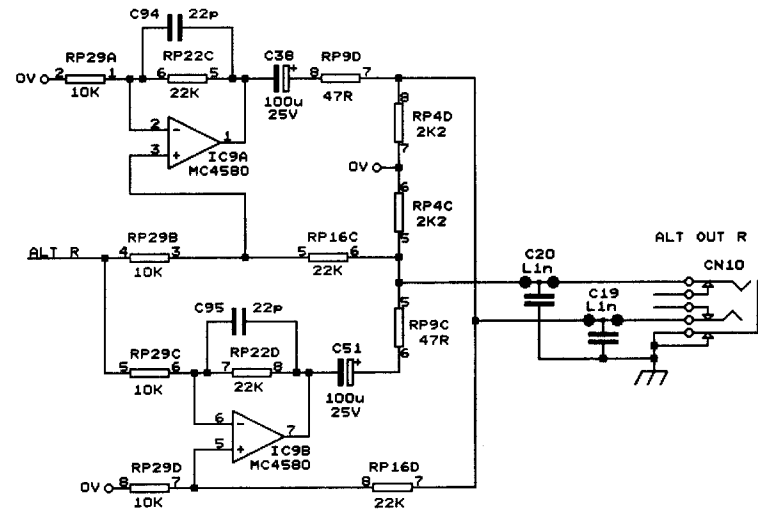 C94 22p
RP29A
RP22C
C38
RP9D
0V 2 1 6 5 + 8 7
10K
22K
100u
25V
47R
8
RP4D
2K2
7
2 -
1
3 +
IC9A
MC4580
0V
6
RP4C
2K2
5
ALT R
RP29B
4 3
10K
RP16C
5 6
22K
ALT OUT R
C20
L1n
CN10
C19
L1n
C95 22p
5
RP9C
47R
6
RP29C
5 6
10K
RP22D
7 8
22K
C51
+
100u
25V
6 -
7
5 +
IC9B
MC4580
RP29D
0V 8 7
10K
RP16D
8 7
22K